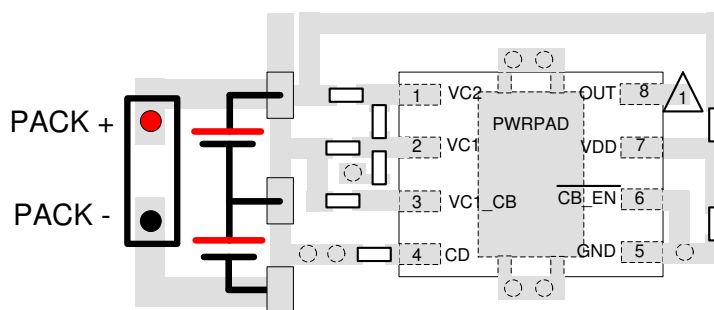 1 VC2 OUT 8 1
PACK + PWRPAD
2 VC1 VDD 7
PACK - 3 VC1_CB CB_EN 6
4 CD GND 5